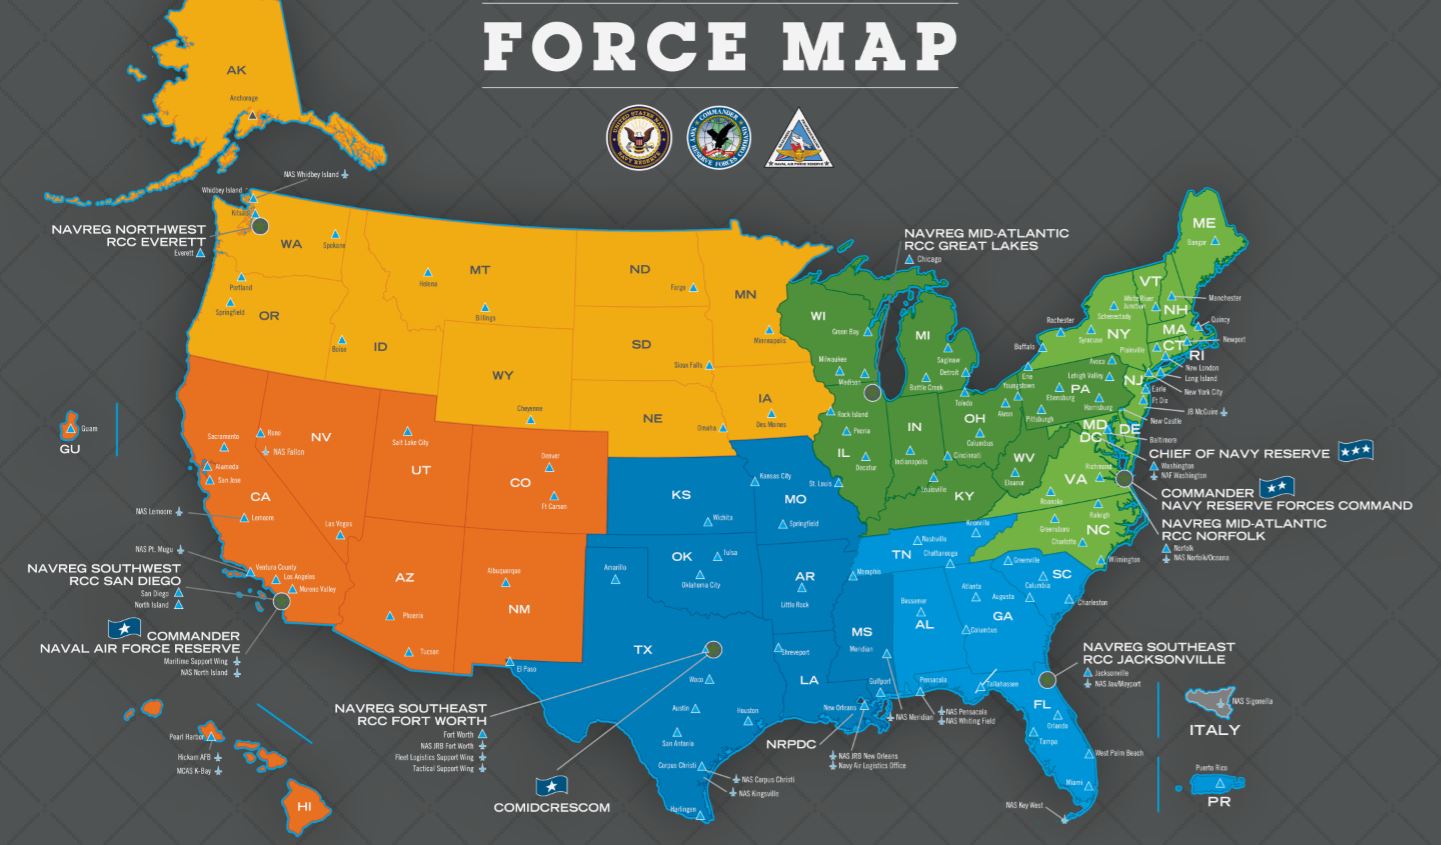 FORCE MAP
UNITED STATES NAVY
NAVY RESERVE
COMMANDER
NAVY RESERVE FORCES COMMAND
NAVAL AIR FORCE RESERVE
AK
Anchorage
NAS Whidbey Island
Whidbey Island
Kitsap
NAVREG NORTHWEST
RCC EVERETT
Everett
WA
Spokane
Portland
Springfield
OR
Boise
ID
MT
Helena
Billings
WY
Cheyenne
ND
Fargo
SD
Sioux Falls
NE
Omaha
MN
Minneapolis
IA
Des Moines
NAVREG MID-ATLANTIC
RCC GREAT LAKES
Chicago
WI
Green Bay
Milwaukee
Madison
MI
Saginaw
Detroit
Battle Creek
Rock Island
Peoria
IL
Decatur
IN
Indianapolis
OH
Toledo
Akron
Youngstown
Columbus
Cincinnati
Louisville
KY
WV
Eleanor
PA
Erie
Pittsburgh
Ebensburg
Harrisburg
Lehigh Valley
Avoca
ME
Bangor
VT
White River
Junction
NH
Manchester
MA
Quincy
CT
Plainville
RI
Newport
New London
Long Island
New York City
NY
Rochester
Buffalo
Syracuse
Schenectady
NJ
Earle
Ft Dix
JB McGuire
New Castle
MD
DC
DE
Baltimore
CHIEF OF NAVY RESERVE
Washington
NAF Washington
COMMANDER
NAVY RESERVE FORCES COMMAND
NAVREG MID-ATLANTIC
RCC NORFOLK
Norfolk
NAS Norfolk/Oceana
VA
Richmond
Roanoke
NC
Raleigh
Greensboro
Charlotte
Wilmington
GU
Guam
NV
Reno
NAS Fallon
Las Vegas
CA
Sacramento
Alameda
San Jose
Lemoore
NAS Lemoore
NAS Pt. Mugu
Ventura County
Los Angeles
Moreno Valley
NAVREG SOUTHWEST
RCC SAN DIEGO
San Diego
North Island
COMMANDER
NAVAL AIR FORCE RESERVE
Maritime Support Wing
NAS North Island
UT
Salt Lake City
CO
Denver
Ft Carson
AZ
Phoenix
Tucson
NM
Albuquerque
Pearl Harbor
Hickam AFB
MCAS K-Bay
HI
KS
Wichita
MO
Kansas City
St. Louis
Springfield
OK
Tulsa
Oklahoma City
AR
Little Rock
TX
Amarillo
El Paso
Waco
Austin
San Antonio
Houston
Corpus Christi
Harlingen
NAS Corpus Christi
NAS Kingsville
NAVREG SOUTHEAST
RCC FORT WORTH
Fort Worth
NAS JRB Fort Worth
Fleet Logistics Support Wing
Tactical Support Wing
COMIDCRESCOM
LA
Shreveport
New Orleans
NRPDC
NAS JRB New Orleans
Navy Air Logistics Office
MS
Meridian
Gulfport
NAS Meridian
TN
Nashville
Knoxville
Chattanooga
Memphis
AL
Bessemer
GA
Atlanta
Augusta
Columbus
SC
Greenville
Columbia
Charleston
NAVREG SOUTHEAST
RCC JACKSONVILLE
Jacksonville
NAS Jax/Mayport
FL
Pensacola
NAS Pensacola
NAS Whiting Field
Tallahassee
Orlando
Tampa
West Palm Beach
Miami
NAS Key West
NAS Sigonella
ITALY
Puerto Rico
PR